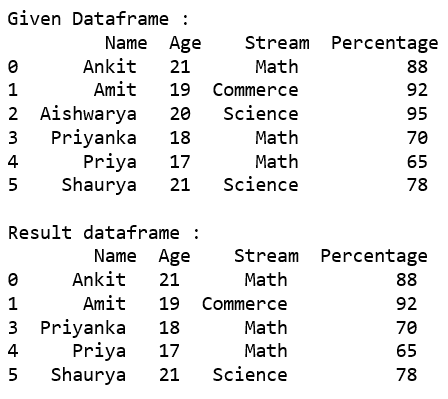 Given Dataframe :
Name Age Stream Percentage
0 Ankit 21 Math 88
1 Amit 19 Commerce 92
2 Aishwarya 20 Science 95
3 Priyanka 18 Math 70
4 Priya 17 Math 65
5 Shaurya 21 Science 78
Result dataframe :
Name Age Stream Percentage
0 Ankit 21 Math 88
1 Amit 19 Commerce 92
3 Priyanka 18 Math 70
4 Priya 17 Math 65
5 Shaurya 21 Science 78